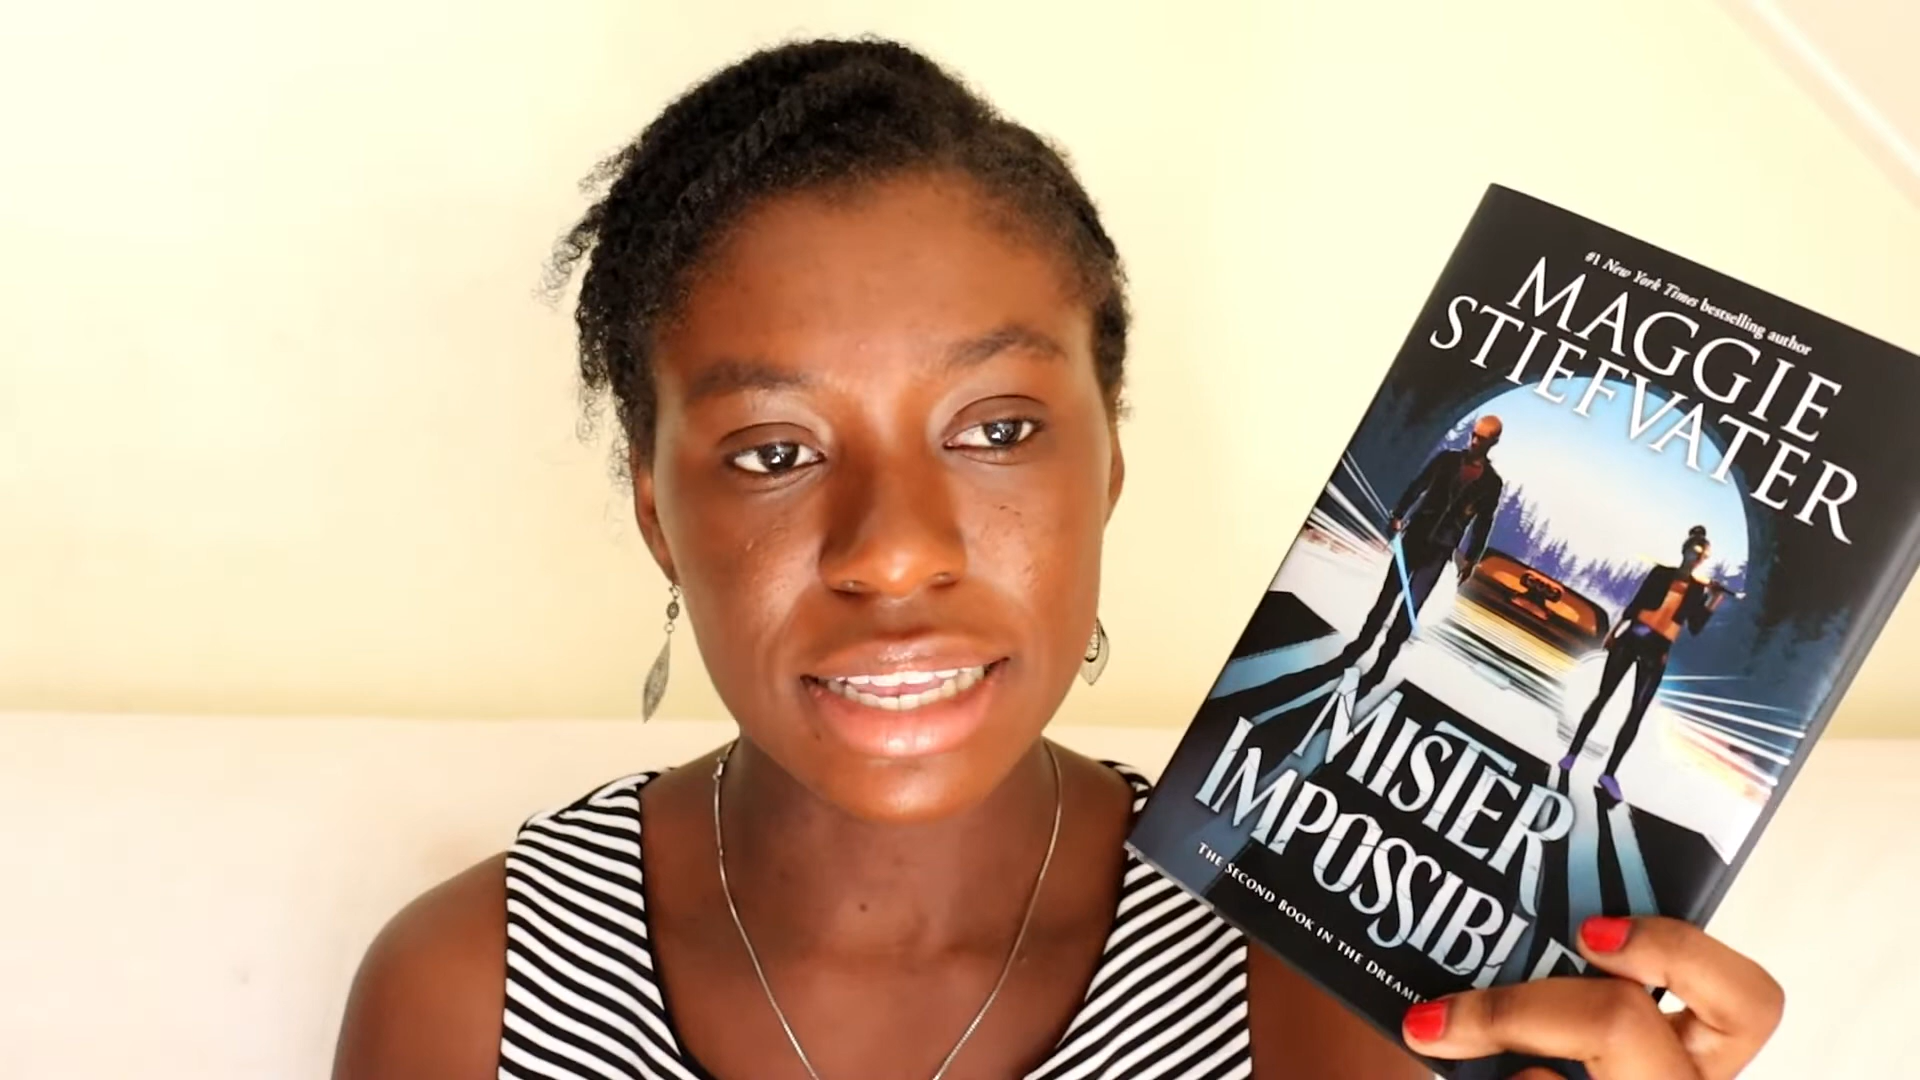 #1 New York Times bestselling author
MAGGIE
STIEFVATER
MISTER
IMPOSSIBLE
THE SECOND BOOK IN THE